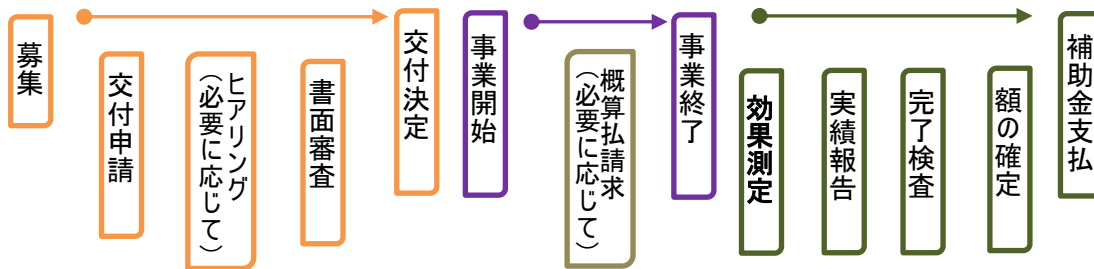 募集
交付申請
ヒアリング
（必要に応じて）
書面審査
交付決定
事業開始
概算払請求
（必要に応じて）
事業終了
効果測定
実績報告
完了検査
額の確定
補助金支払